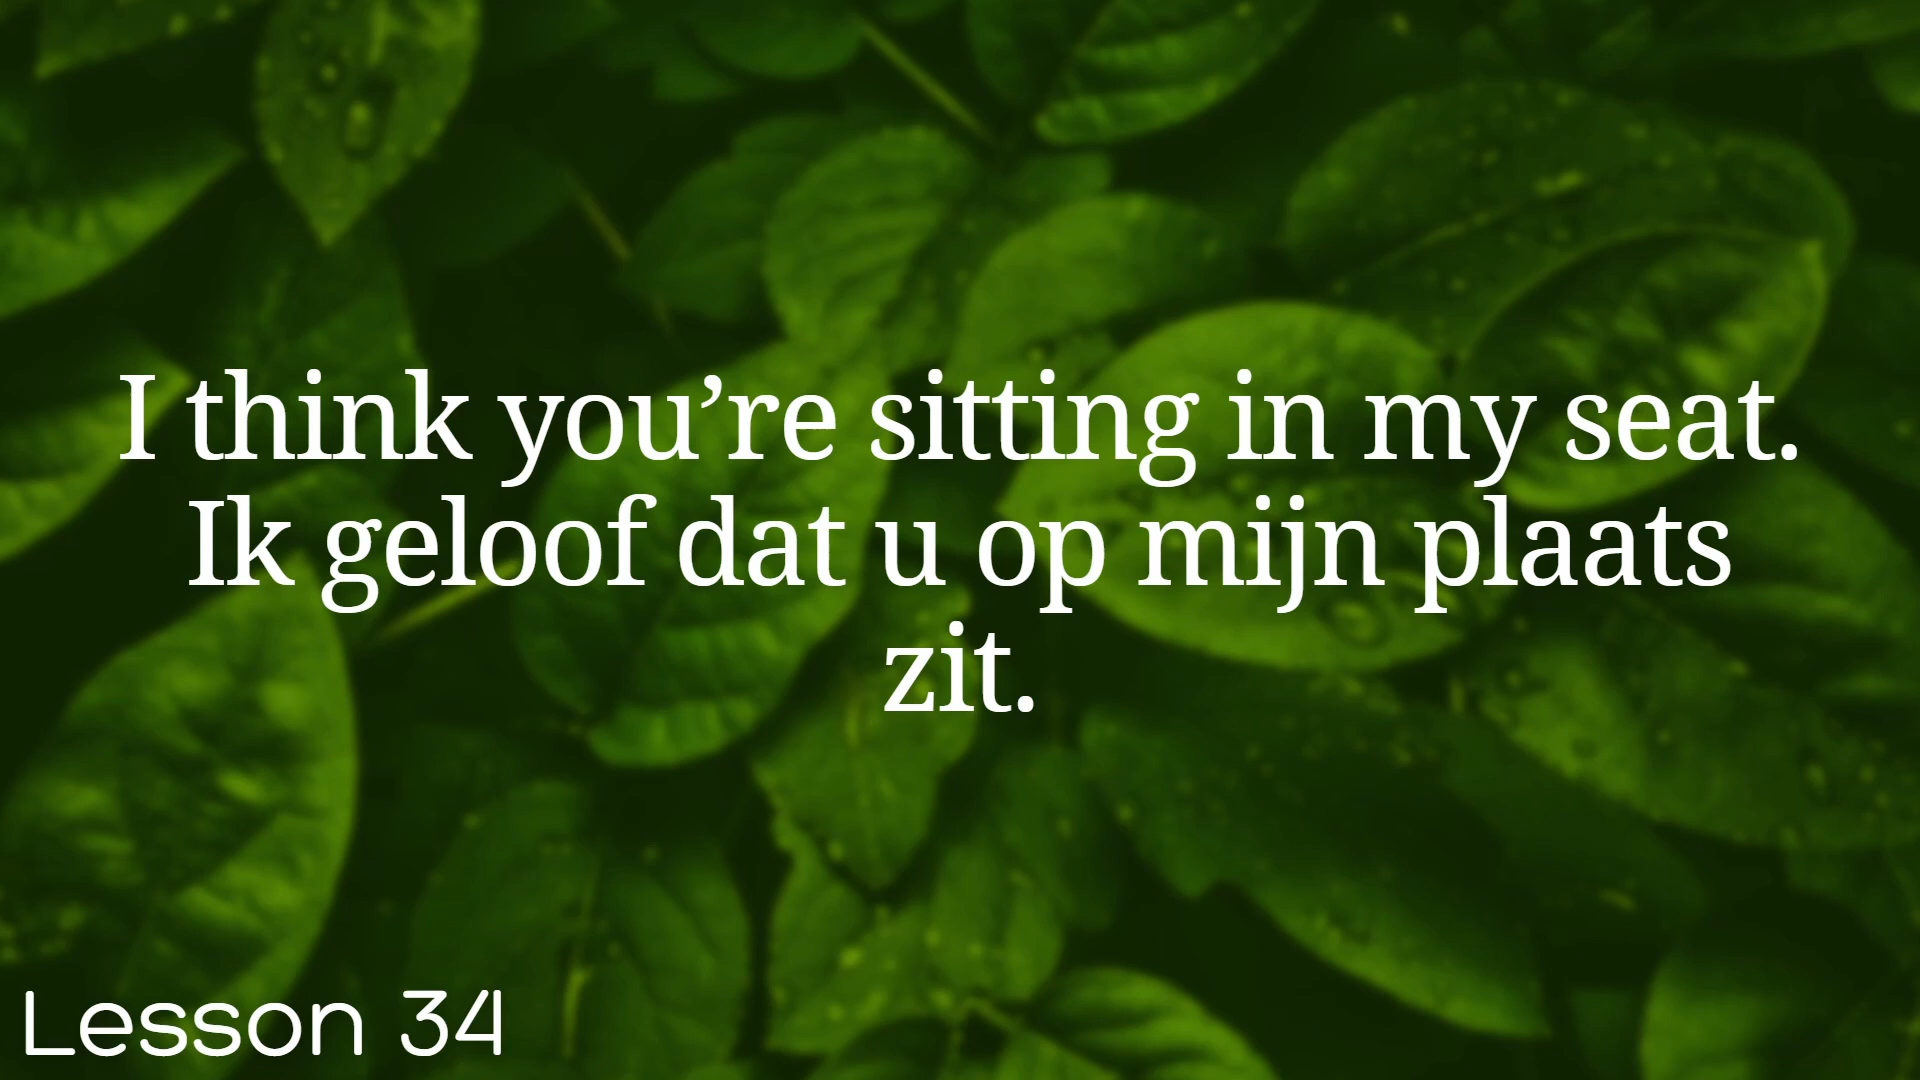 I think you’re sitting in my seat.
Ik geloof dat u op mijn plaats
zit.
Lesson 34